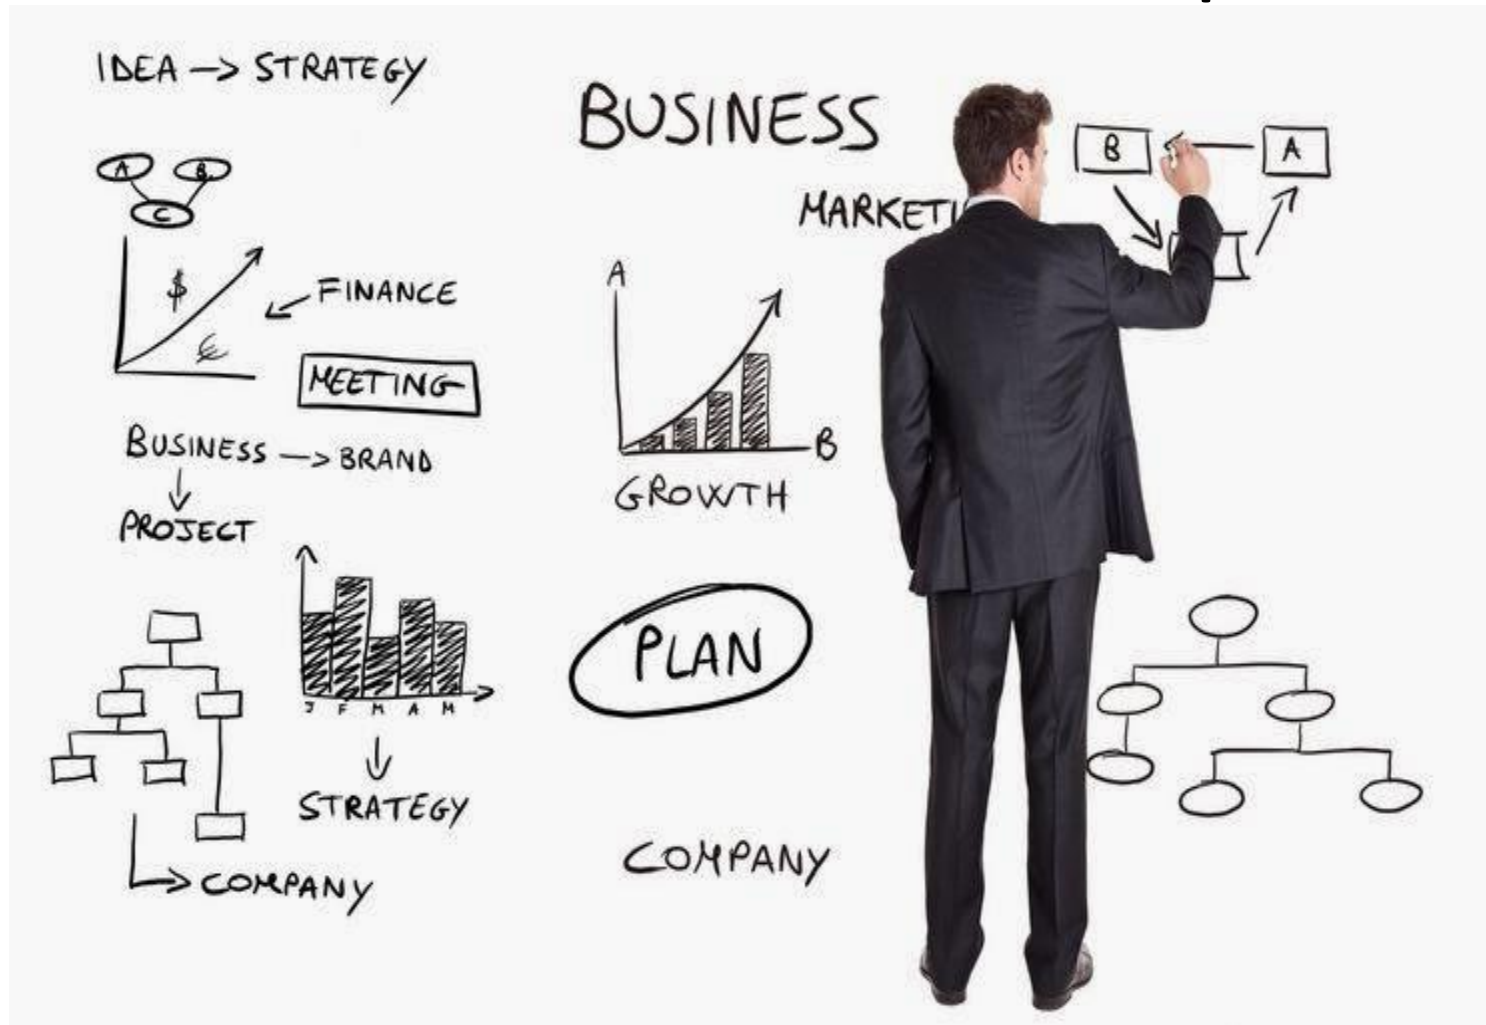 IDEA -> STRATEGY
A B
C
$
€
FINANCE
MEETING
BUSINESS -> BRAND
PROJECT
J F M A M
STRATEGY
COMPANY
BUSINESS
A
B
GROWTH
PLAN
COMPANY
B A